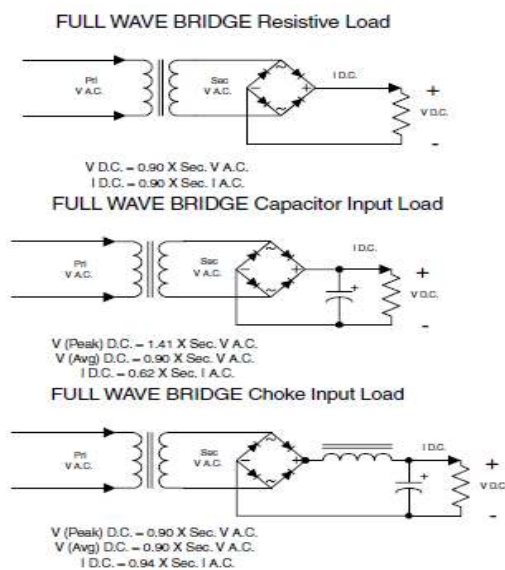 FULL WAVE BRIDGE Resistive Load
Pri
V A.C.
Sec
V A.C.
~
~
−
+
I D.C.
+
V D.C.
-
V D.C. = 0.90 X Sec. V A.C.
I D.C. = 0.90 X Sec. I A.C.
FULL WAVE BRIDGE Capacitor Input Load
Pri
V A.C.
Sec
V A.C.
~
~
−
+
I D.C.
+
+
V D.C.
-
V (Peak) D.C. = 1.41 X Sec. V A.C.
V (Avg) D.C. = 0.90 X Sec. V A.C.
I D.C. = 0.62 X Sec. I A.C.
FULL WAVE BRIDGE Choke Input Load
Pri
V A.C.
Sec
V A.C.
~
~
−
+
I D.C.
+
+
V D.C.
-
V (Peak) D.C. = 0.90 X Sec. V A.C.
V (Avg) D.C. = 0.90 X Sec. V A.C.
I D.C. = 0.94 X Sec. I A.C.